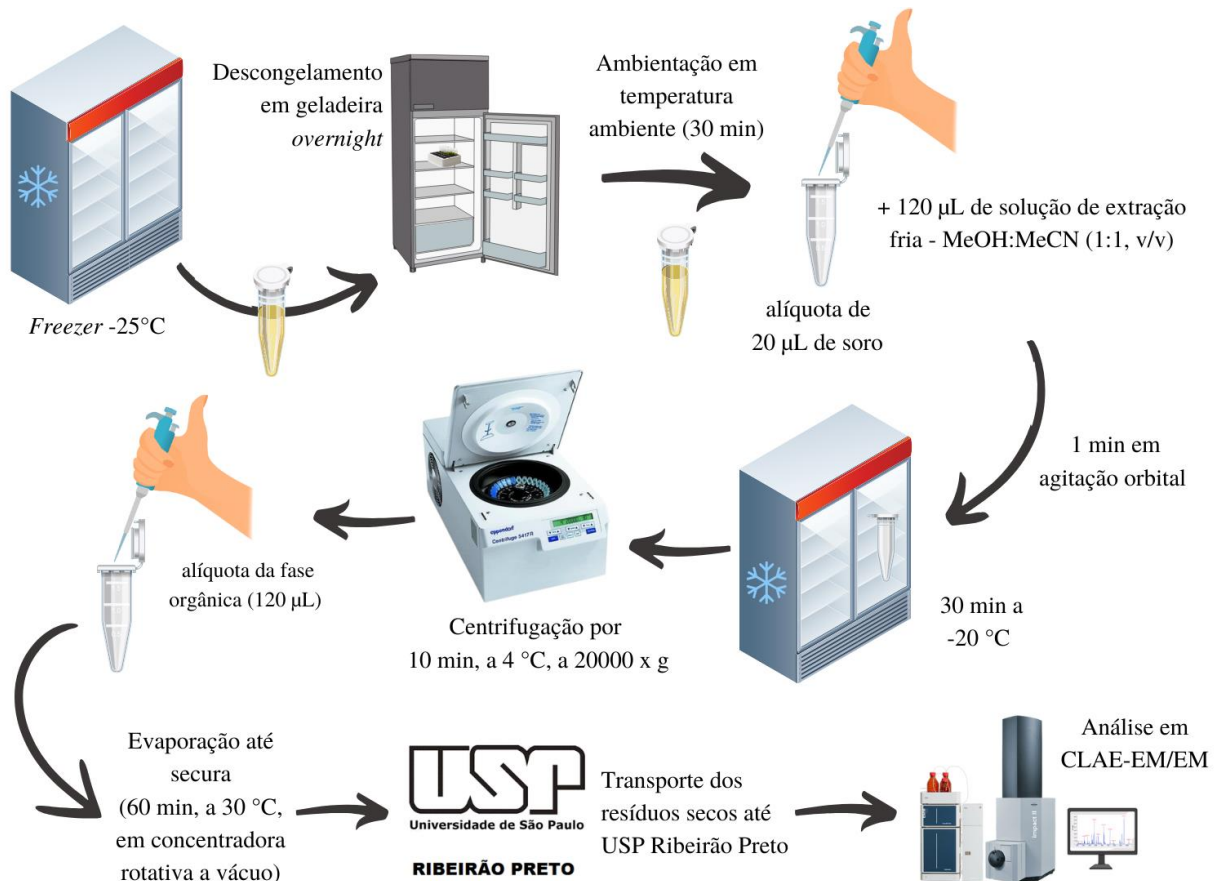 Freezer -25°C
Descongelamento
em geladeira
overnight
Ambientação em
temperatura
ambiente (30 min)
+ 120 µL de solução de extração
fria - MeOH:MeCN (1:1, v/v)
alíquota de
20 µL de soro
1 min em
agitação orbital
30 min a
-20 °C
eppendorf
Centrifuge 5417R
Centrifugação por
10 min, a 4 °C, a 20000 x g
alíquota da fase
orgânica (120 µL)
Evaporação até
secura
(60 min, a 30 °C,
em concentradora
rotativa a vácuo)
USP
Universidade de São Paulo
RIBEIRÃO PRETO
Transporte dos
resíduos secos até
USP Ribeirão Preto
impact II
Análise em
CLAE-EM/EM